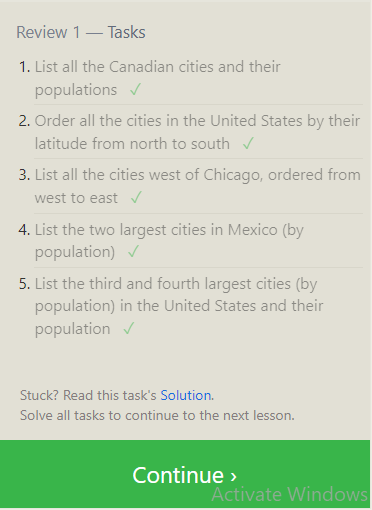 Review 1 — Tasks
1. List all the Canadian cities and their
populations ✓
2. Order all the cities in the United States by their
latitude from north to south ✓
3. List all the cities west of Chicago, ordered from
west to east ✓
4. List the two largest cities in Mexico (by
population) ✓
5. List the third and fourth largest cities (by
population) in the United States and their
population ✓
Stuck? Read this task's Solution.
Solve all tasks to continue to the next lesson.
Continue ›
Activate Windows